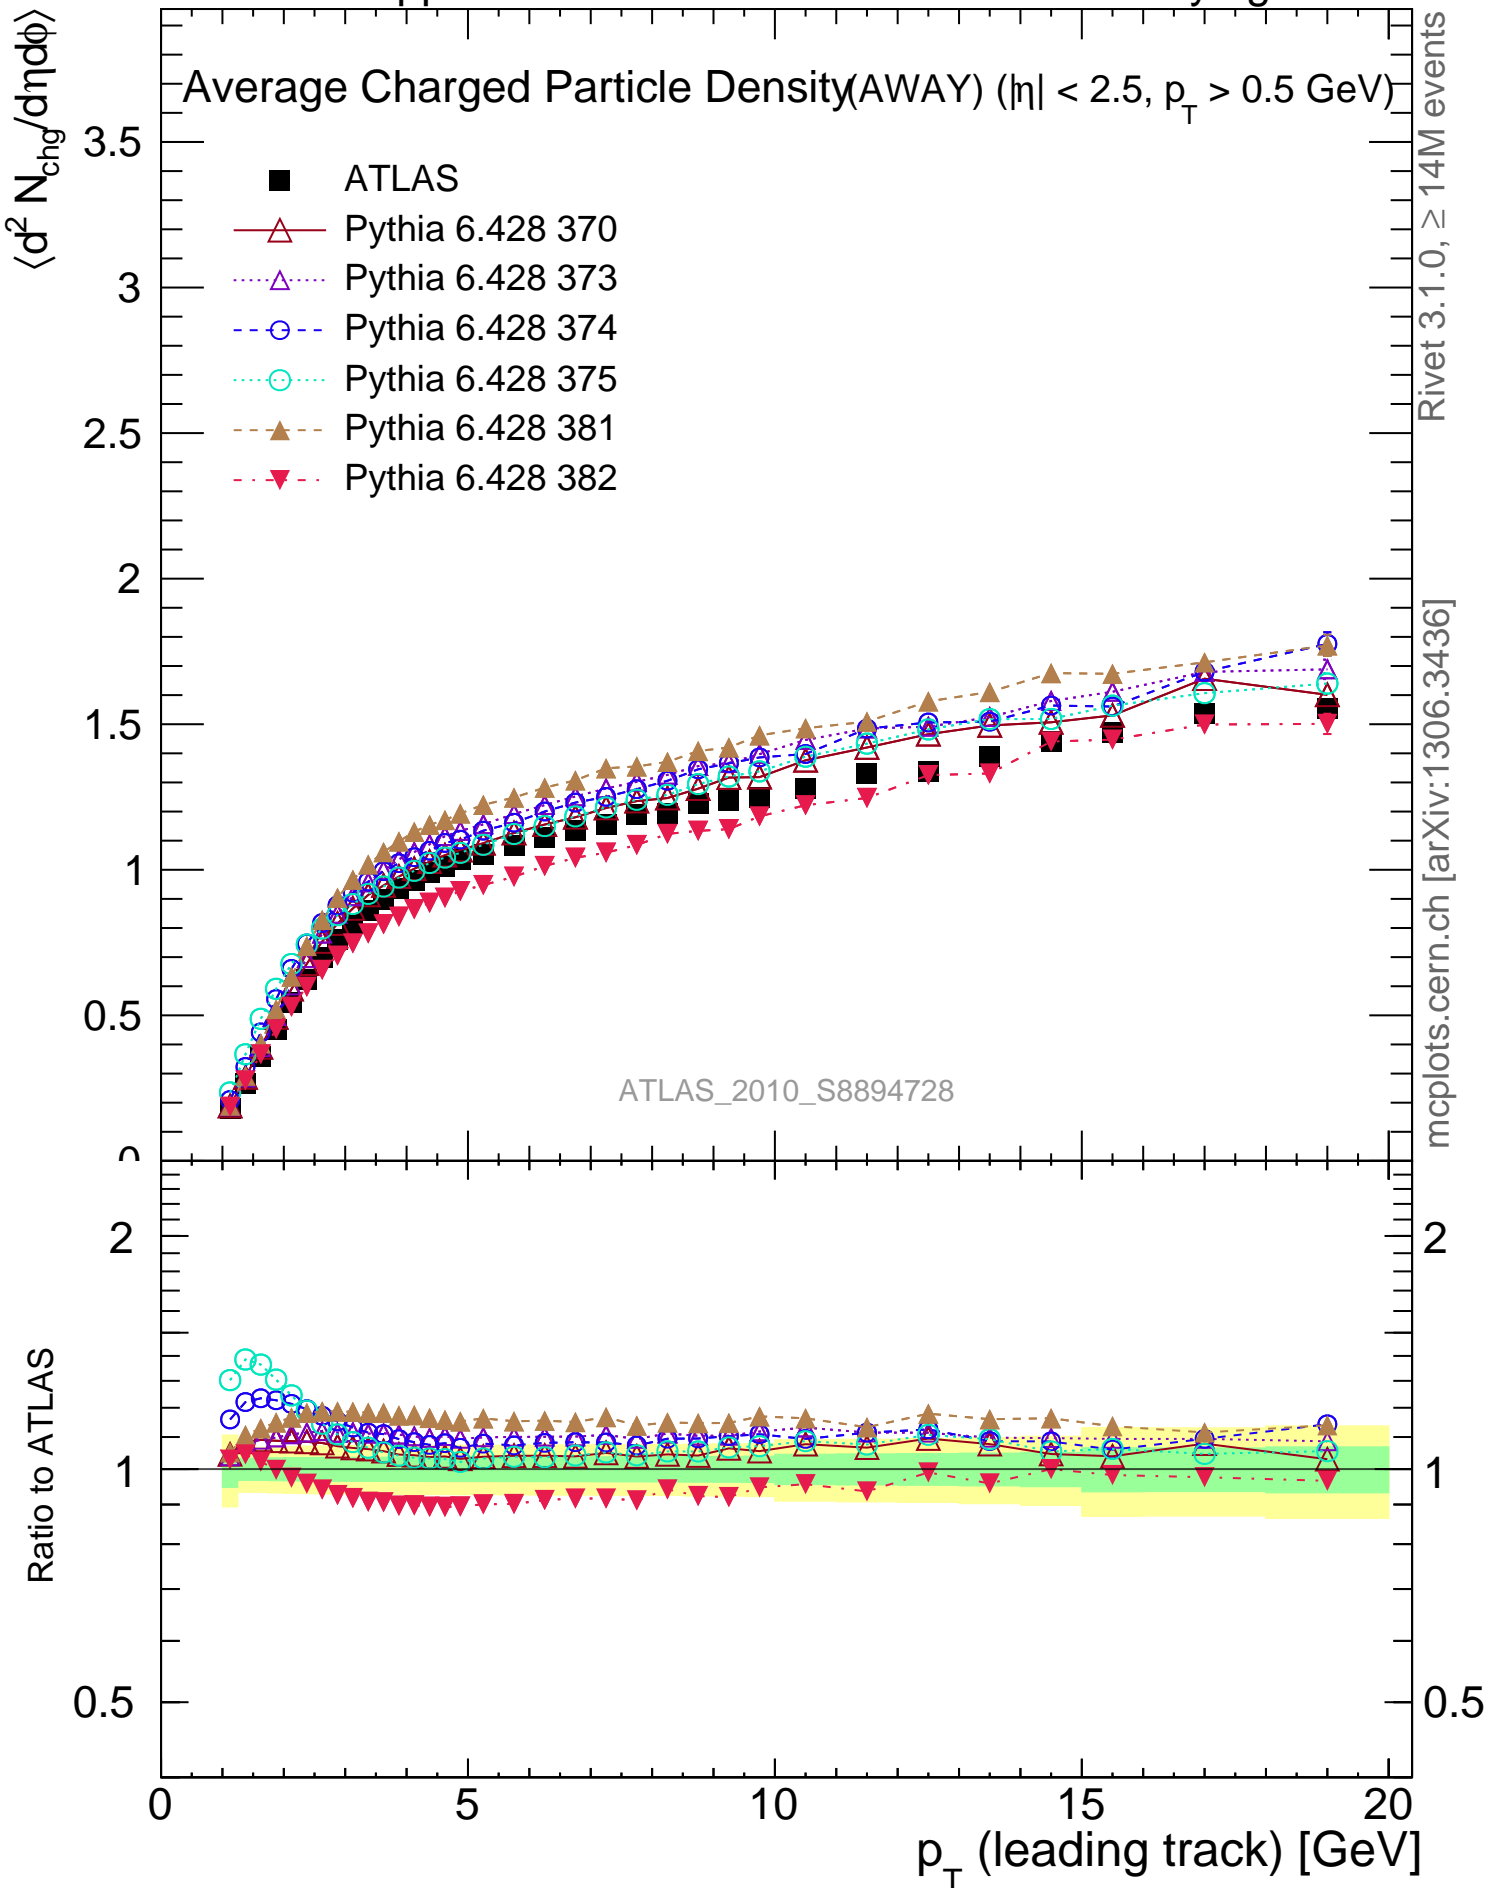 Average Charged Particle Density (AWAY) (|η| < 2.5, p_T > 0.5 GeV)
⟨d² N_chg/dηdϕ⟩
ATLAS
Pythia 6.428 370
Pythia 6.428 373
Pythia 6.428 374
Pythia 6.428 375
Pythia 6.428 381
Pythia 6.428 382
3.5
3
2.5
2
1.5
1
0.5
0
ATLAS_2010_S8894728
Rivet 3.1.0, ≥ 14M events
mcplots.cern.ch [arXiv:1306.3436]
Ratio to ATLAS
2
1
0.5
2
1
0.5
0
5
10
15
20
p_T (leading track) [GeV]